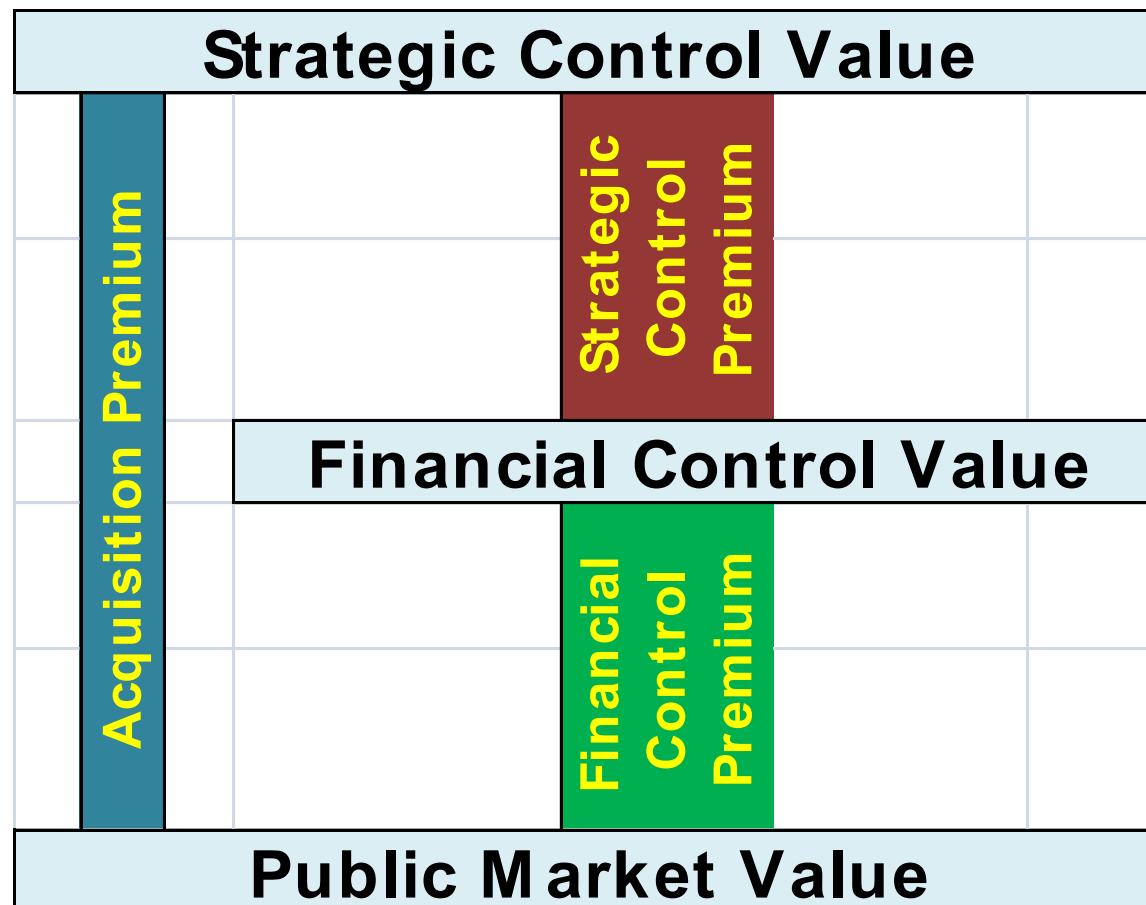 Strategic Control Value
Acquisition Premium
Strategic
Control
Premium
Financial Control Value
Financial
Control
Premium
Public Market Value